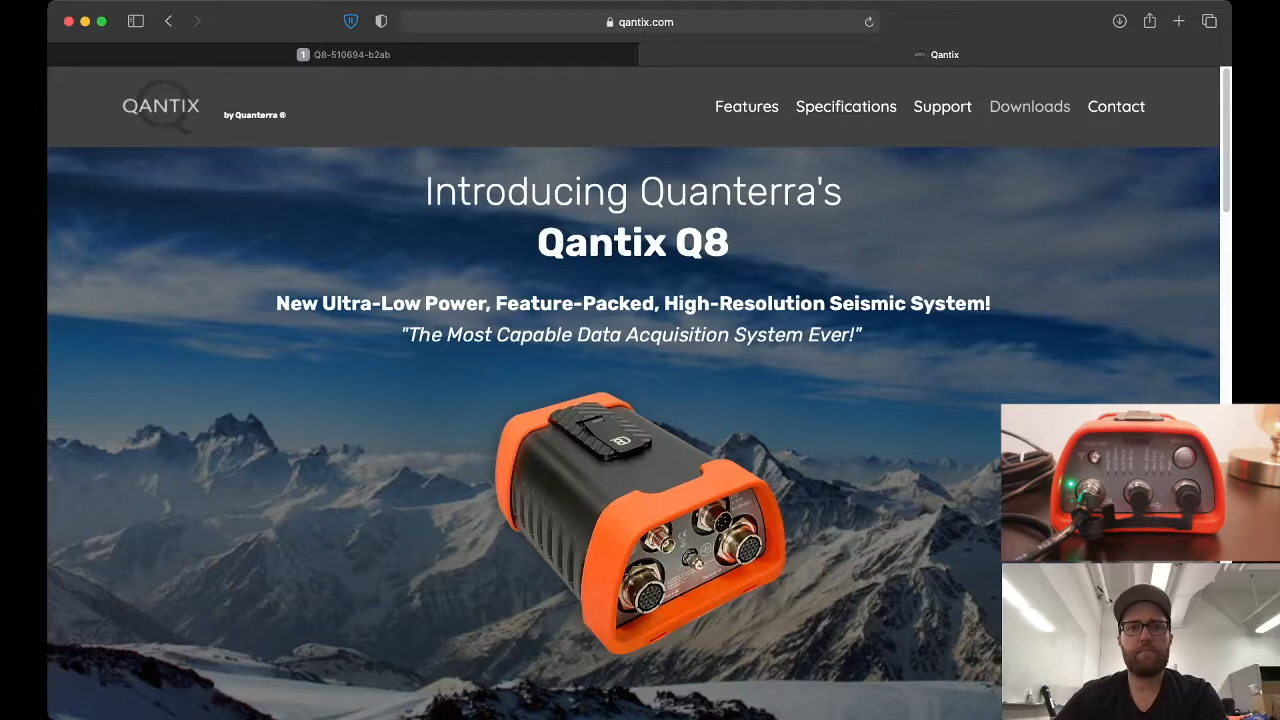 qantix.com
1 Q8-510694-b2ab
Qantix
QANTIX
by Quanterra ®
Features Specifications Support Downloads Contact
Introducing Quanterra's
Qantix Q8
New Ultra-Low Power, Feature-Packed, High-Resolution Seismic System!
"The Most Capable Data Acquisition System Ever!"